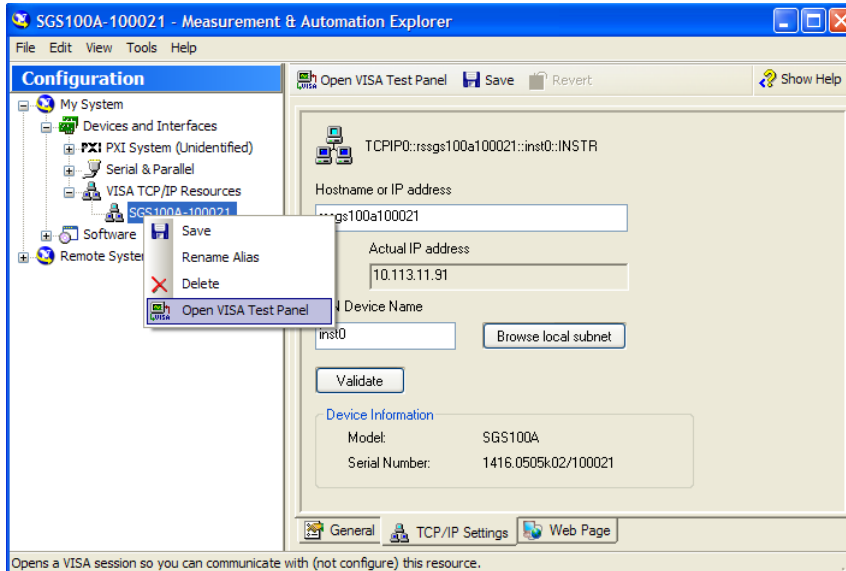 SGS100A-100021 - Measurement & Automation Explorer
File Edit View Tools Help
Configuration
Open VISA Test Panel Save Revert Show Help
My System
Devices and Interfaces
PXI PXI System (Unidentified)
Serial & Parallel
VISA TCP/IP Resources
SGS100A-100021
Software
Remote System
Save
Rename Alias
Delete
Open VISA Test Panel
TCPIP0::rssgs100a100021::inst0::INSTR
Hostname or IP address
rssgs100a100021
Actual IP address
10.113.11.91
Device Name
inst0
Browse local subnet
Validate
Device Information
Model: SGS100A
Serial Number: 1416.0505k02/100021
General TCP/IP Settings Web Page
Opens a VISA session so you can communicate with (not configure) this resource.